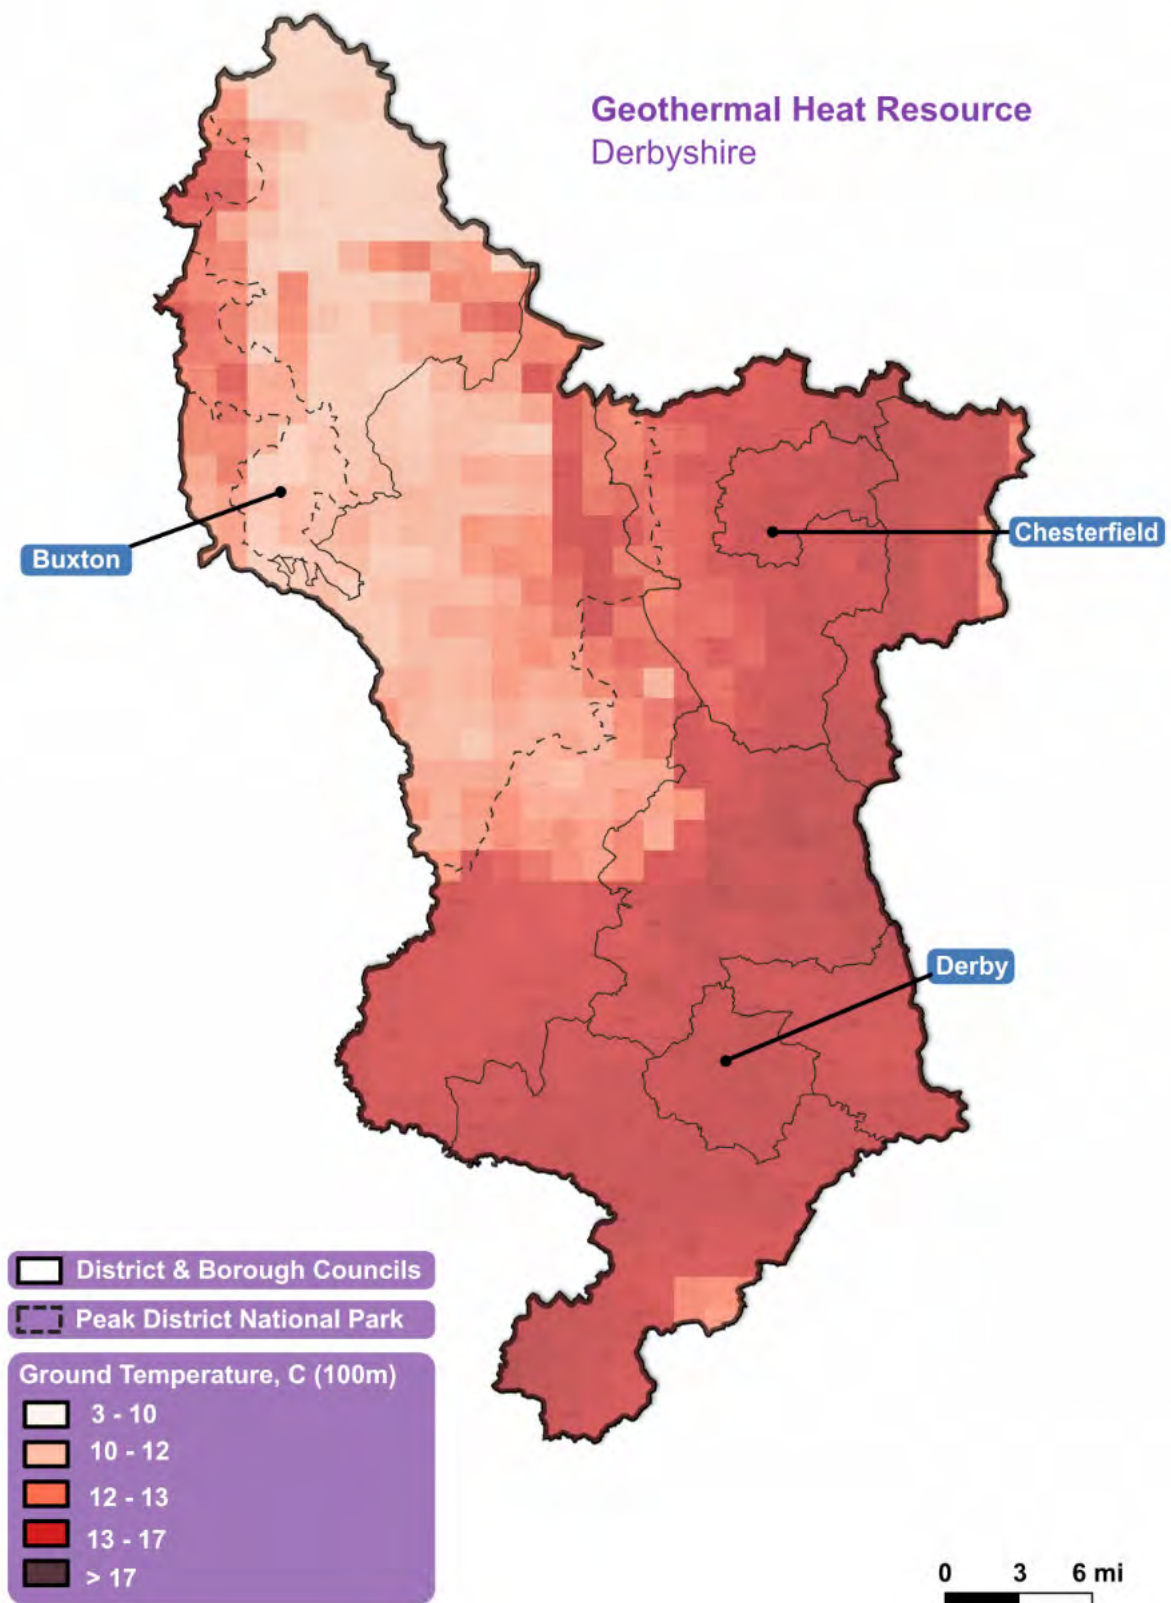 Geothermal Heat Resource
Derbyshire
Buxton
Chesterfield
Derby
District & Borough Councils
Peak District National Park
Ground Temperature, C (100m)
3 - 10
10 - 12
12 - 13
13 - 17
> 17
0 3 6 mi